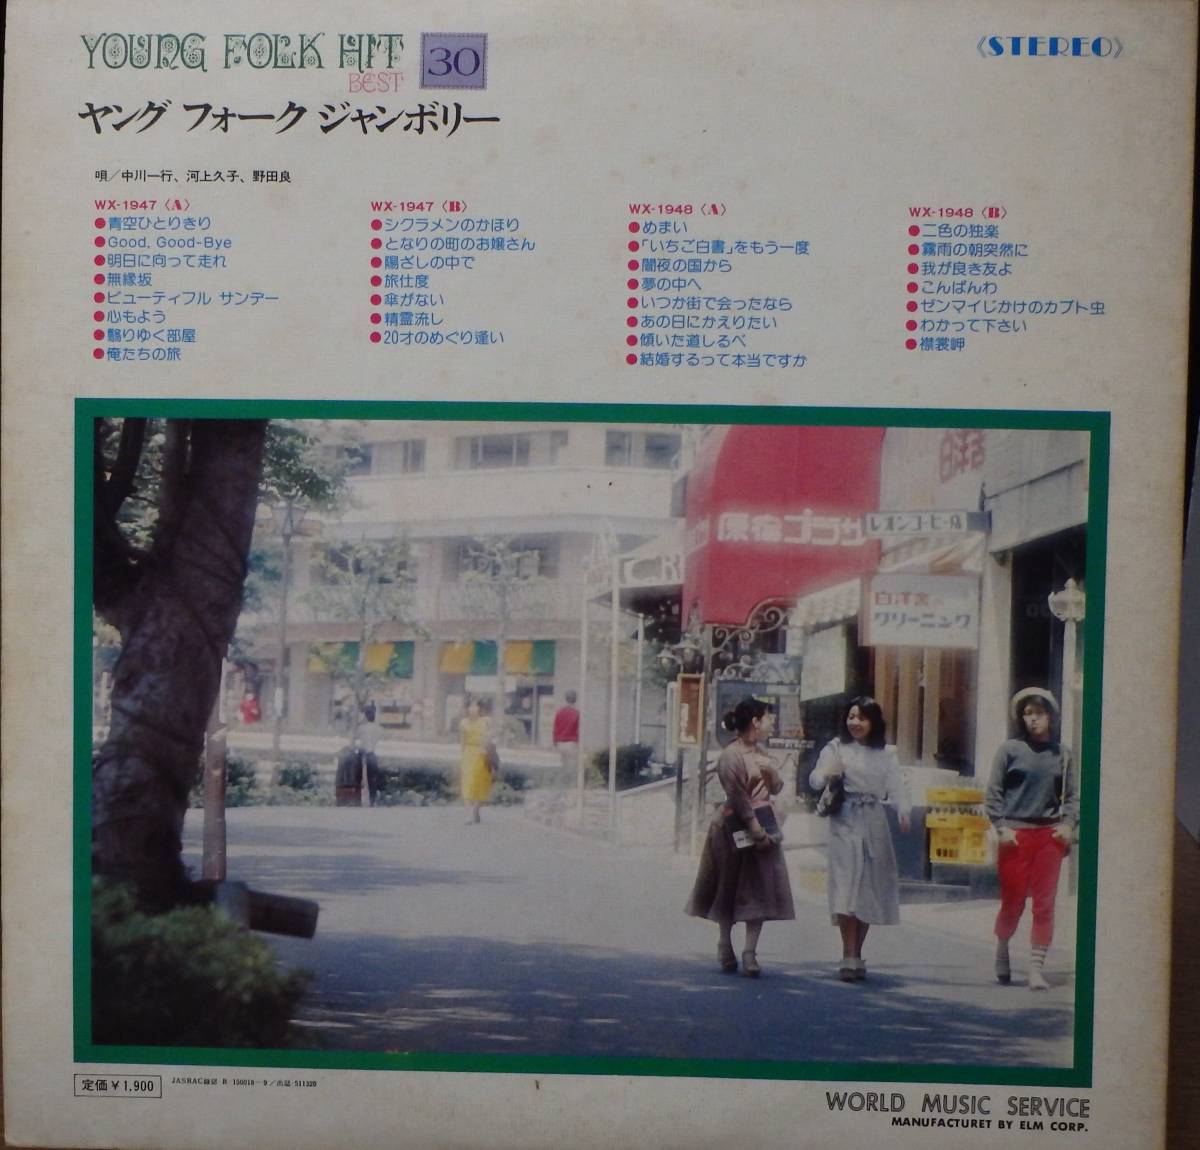 YOUNG FOLK HIT
BEST
30
《STEREO》
ヤング フォーク ジャンボリー
唄／中川一行、河上久子、野田良
WX-1947〈A〉
●青空ひとりきり
●Good, Good-Bye
●明日に向って走れ
●無縁坂
●ビューティフル サンデー
●心もよう
●翳りゆく部屋
●俺たちの旅
WX-1947〈B〉
●シクラメンのかほり
●となりの町のお嬢さん
●陽ざしの中で
●旅仕度
●傘がない
●精霊流し
●20才のめぐり逢い
WX-1948〈A〉
●めまい
●「いちご白書」をもう一度
●闇夜の国から
●夢の中へ
●いつか街で会ったなら
●あの日にかえりたい
●傾いた道しるべ
●結婚するって本当ですか
WX-1948〈B〉
●二色の独楽
●霧雨の朝突然に
●我が良き友よ
●こんばんわ
●ゼンマイじかけのカブト虫
●わかって下さい
●襟裳岬
原宿プラザ
レオンコーヒー店
白洋舍の
クリーニング
定価￥1,900
WORLD MUSIC SERVICE
MANUFACTURET BY ELM CORP.